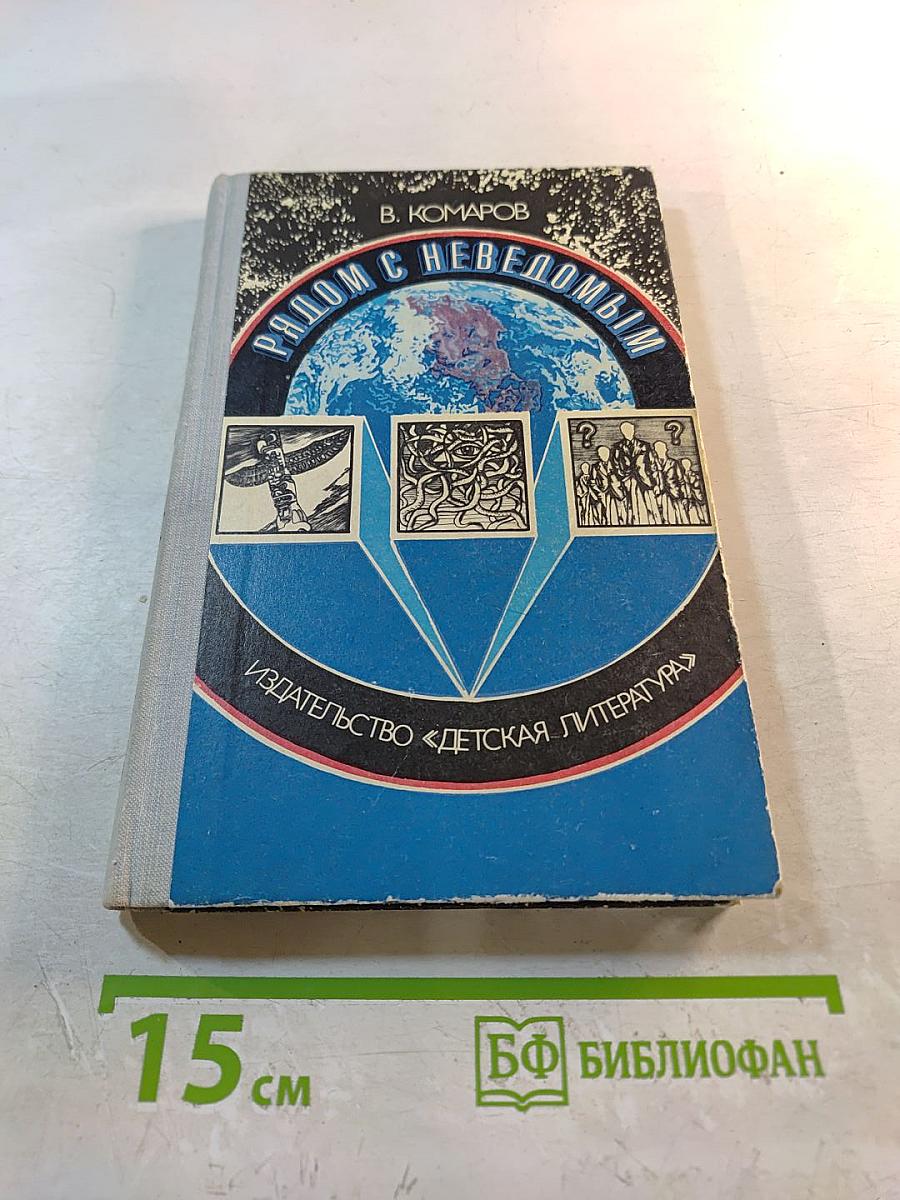 В. КОМАРОВ
РЯДОМ С НЕВЕДОМЫМ
? ?
ИЗДАТЕЛЬСТВО «ДЕТСКАЯ ЛИТЕРАТУРА»
15 см
БФ БИБЛИОФАН